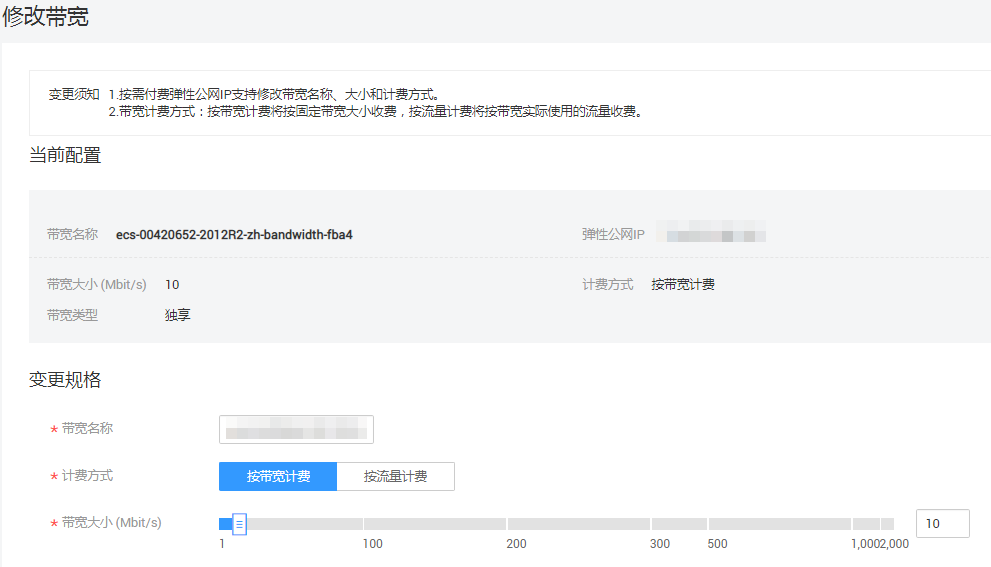 修改带宽
变更须知 1.按需付费弹性公网IP支持修改带宽名称、大小和计费方式。
2.带宽计费方式：按带宽计费将按固定带宽大小收费，按流量计费将按带宽实际使用的流量收费。
当前配置
带宽名称 ecs-00420652-2012R2-zh-bandwidth-fba4 弹性公网IP
带宽大小 (Mbit/s) 10 计费方式 按带宽计费
带宽类型 独享
变更规格
* 带宽名称
* 计费方式 按带宽计费 按流量计费
* 带宽大小 (Mbit/s) 10
1 100 200 300 500 1,000 2,000